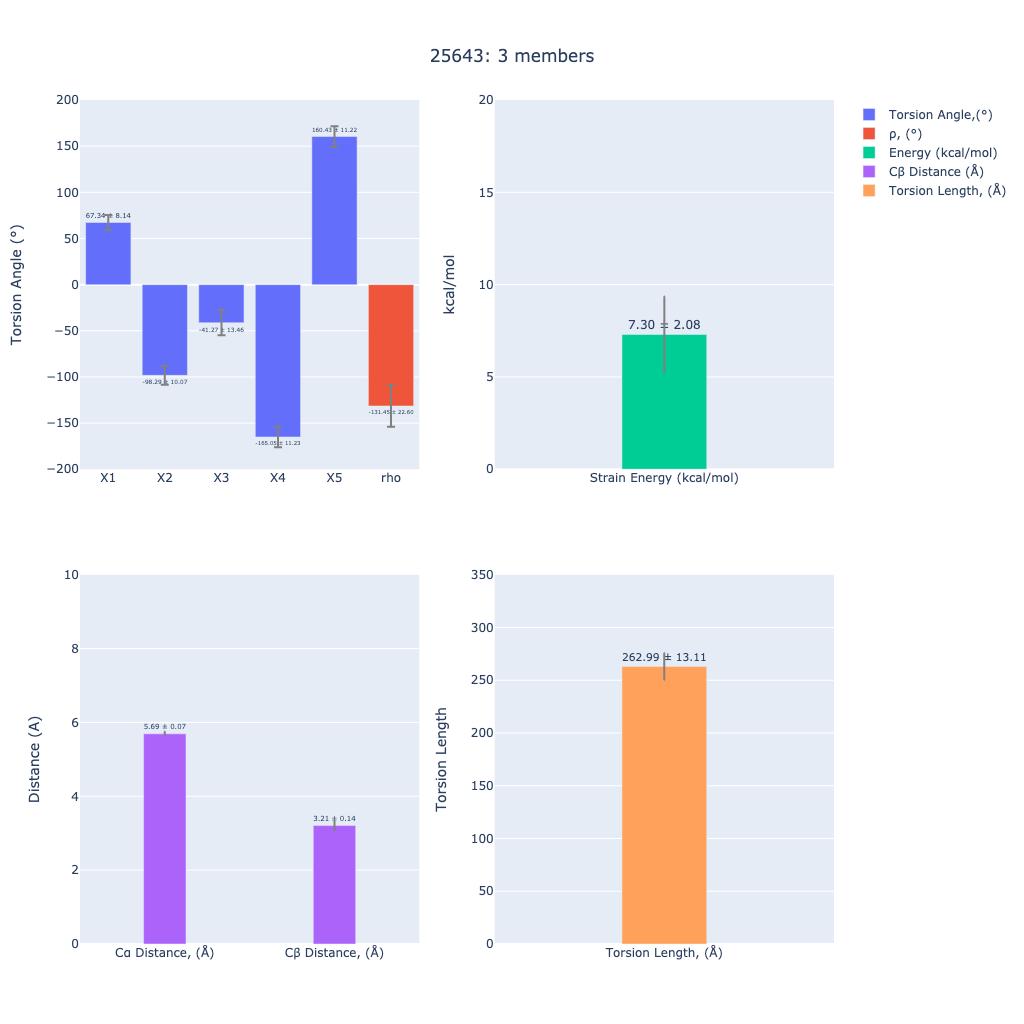 25643: 3 members
200
150
100
50
0
−50
−100
−150
−200
Torsion Angle (°)
67.34 ± 8.14
-98.29 ± 10.07
-41.27 ± 13.46
-165.05 ± 11.23
160.43 ± 11.22
-131.45 ± 22.60
X1 X2 X3 X4 X5 rho
20
15
10
5
0
kcal/mol
7.30 ± 2.08
Strain Energy (kcal/mol)
Torsion Angle,(°)
ρ, (°)
Energy (kcal/mol)
Cβ Distance (Å)
Torsion Length, (Å)
10
8
6
4
2
0
Distance (A)
5.69 ± 0.07
3.21 ± 0.14
Cα Distance, (Å) Cβ Distance, (Å)
350
300
250
200
150
100
50
0
Torsion Length
262.99 ± 13.11
Torsion Length, (Å)